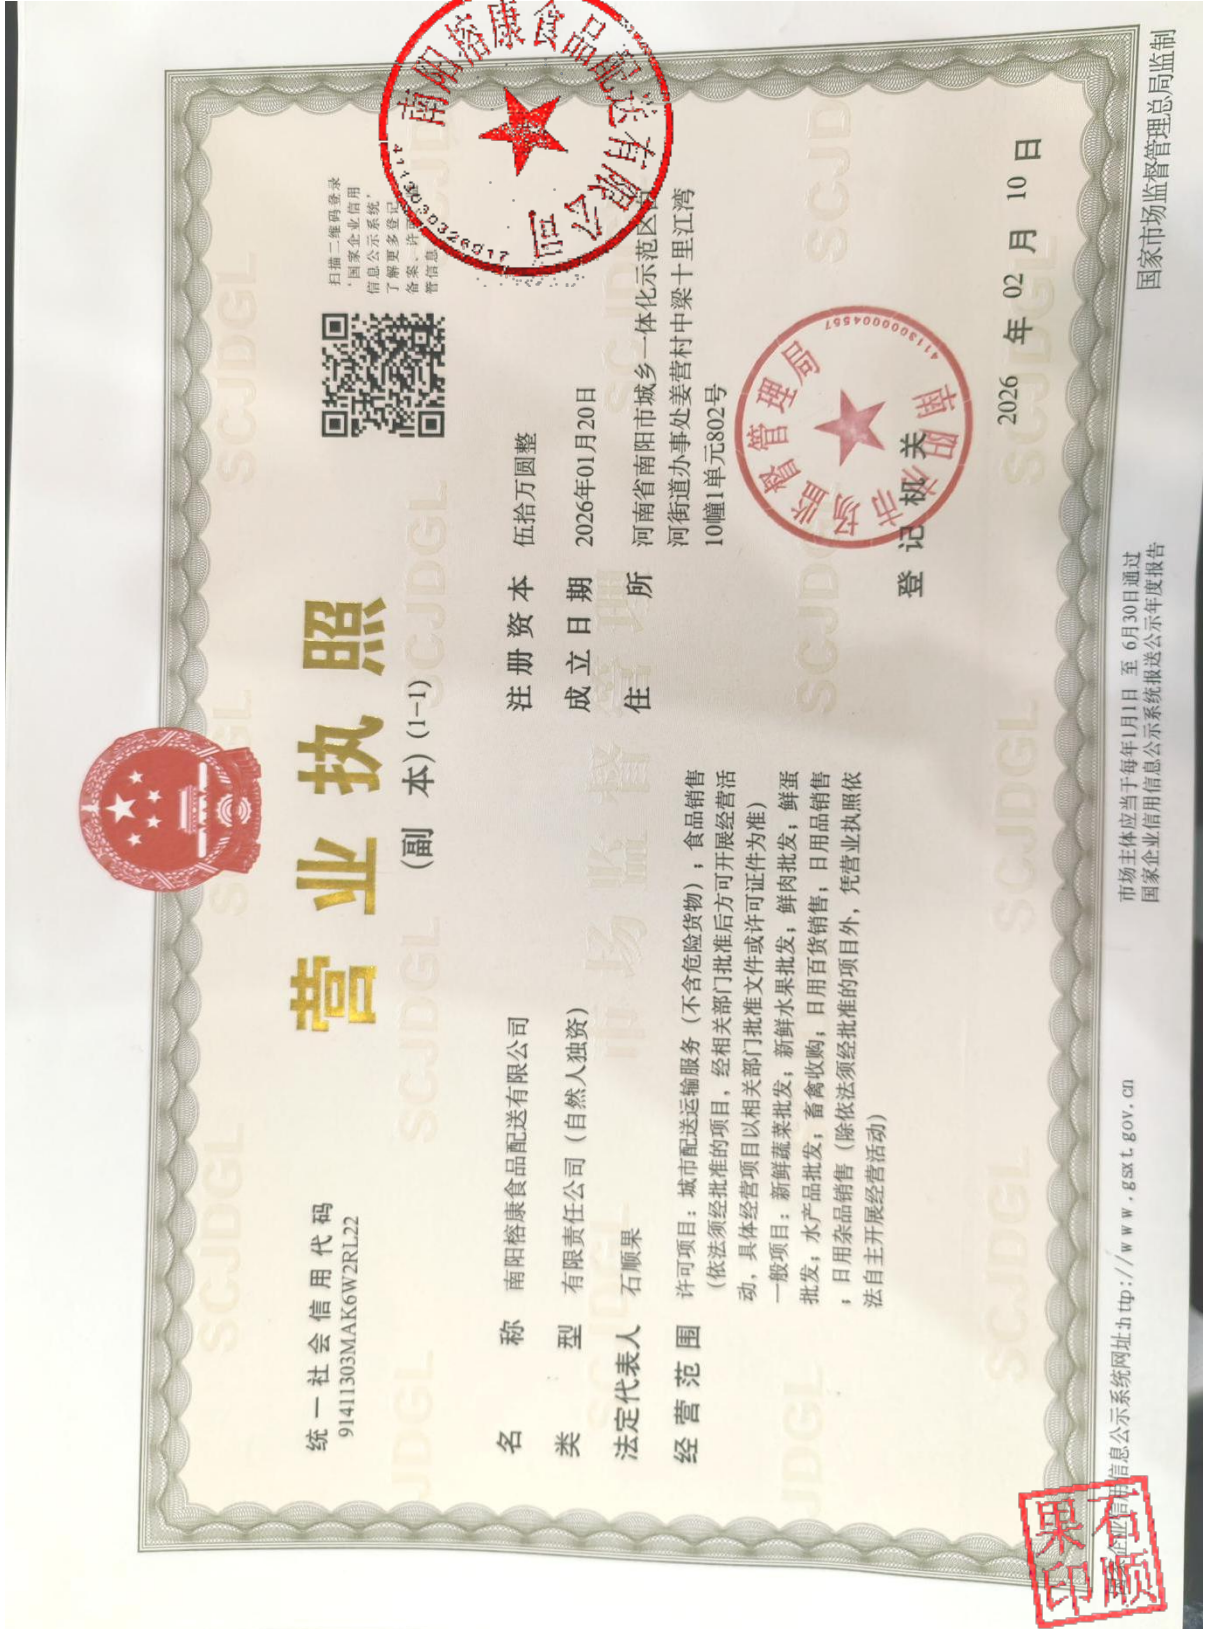 统一社会信用代码
91411303MAK6W2RL22
营业执照
(副 本)(1-1)
扫描二维码登录
“国家企业信用
信息公示系统”
了解更多登记、
备案、许可
管信息
名称 南阳榕康食品配送有限公司
类型 有限责任公司（自然人独资）
法定代表人 石顺果
经营范围 许可项目：城市配送运输服务（不含危险货物）；食品销售
（依法须经批准的项目，经相关部门批准后方可开展经营活
动，具体经营项目以相关部门批准文件或许可证件为准）
一般项目：新鲜蔬菜批发；新鲜水果批发；鲜肉批发；鲜蛋
批发；水产品批发；畜禽收购；日用百货销售；日用品销售
；日用杂品销售（除依法须经批准的项目外，凭营业执照依
法自主开展经营活动）
注册资本 伍拾万圆整
成立日期 2026年01月20日
住所 河南省南阳市城乡一体化示范区
河街道办事处姜营村中梁十里江湾
10幢1单元802号
登记机关
2026 年 02 月 10 日
南阳榕康食品配送有限公司
南阳市市场监督管理局
4113000004557
企业信用信息公示系统网址:http://www.gsxt.gov.cn
市场主体应当于每年1月1日 至 6月30日通过
国家企业信用信息公示系统报送公示年度报告
国家市场监督管理总局监制
石顺果印
市场监督管理
SCJDGL